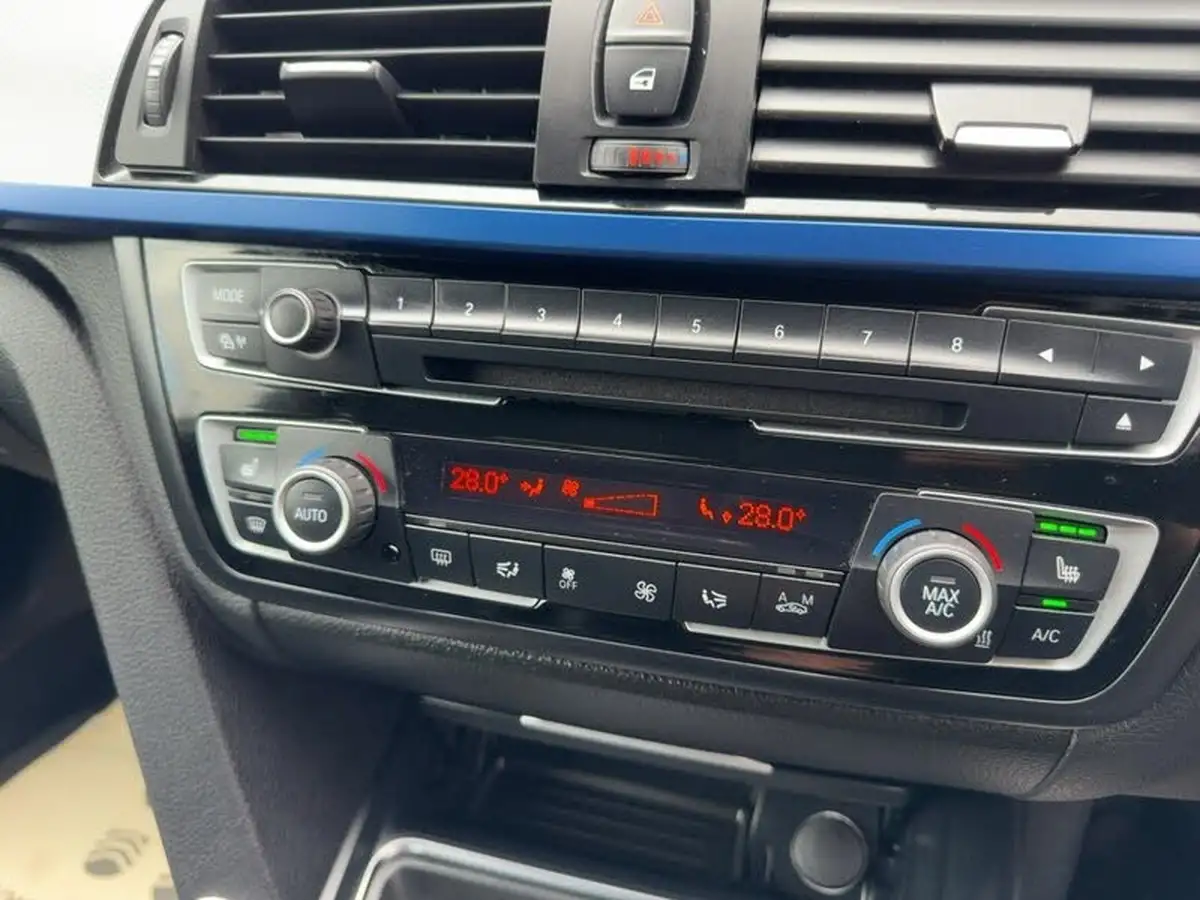 MODE
1 2 3 4 5 6 7 8
28.0° 28.0°
AUTO
OFF
A M
MAX
A/C
A/C